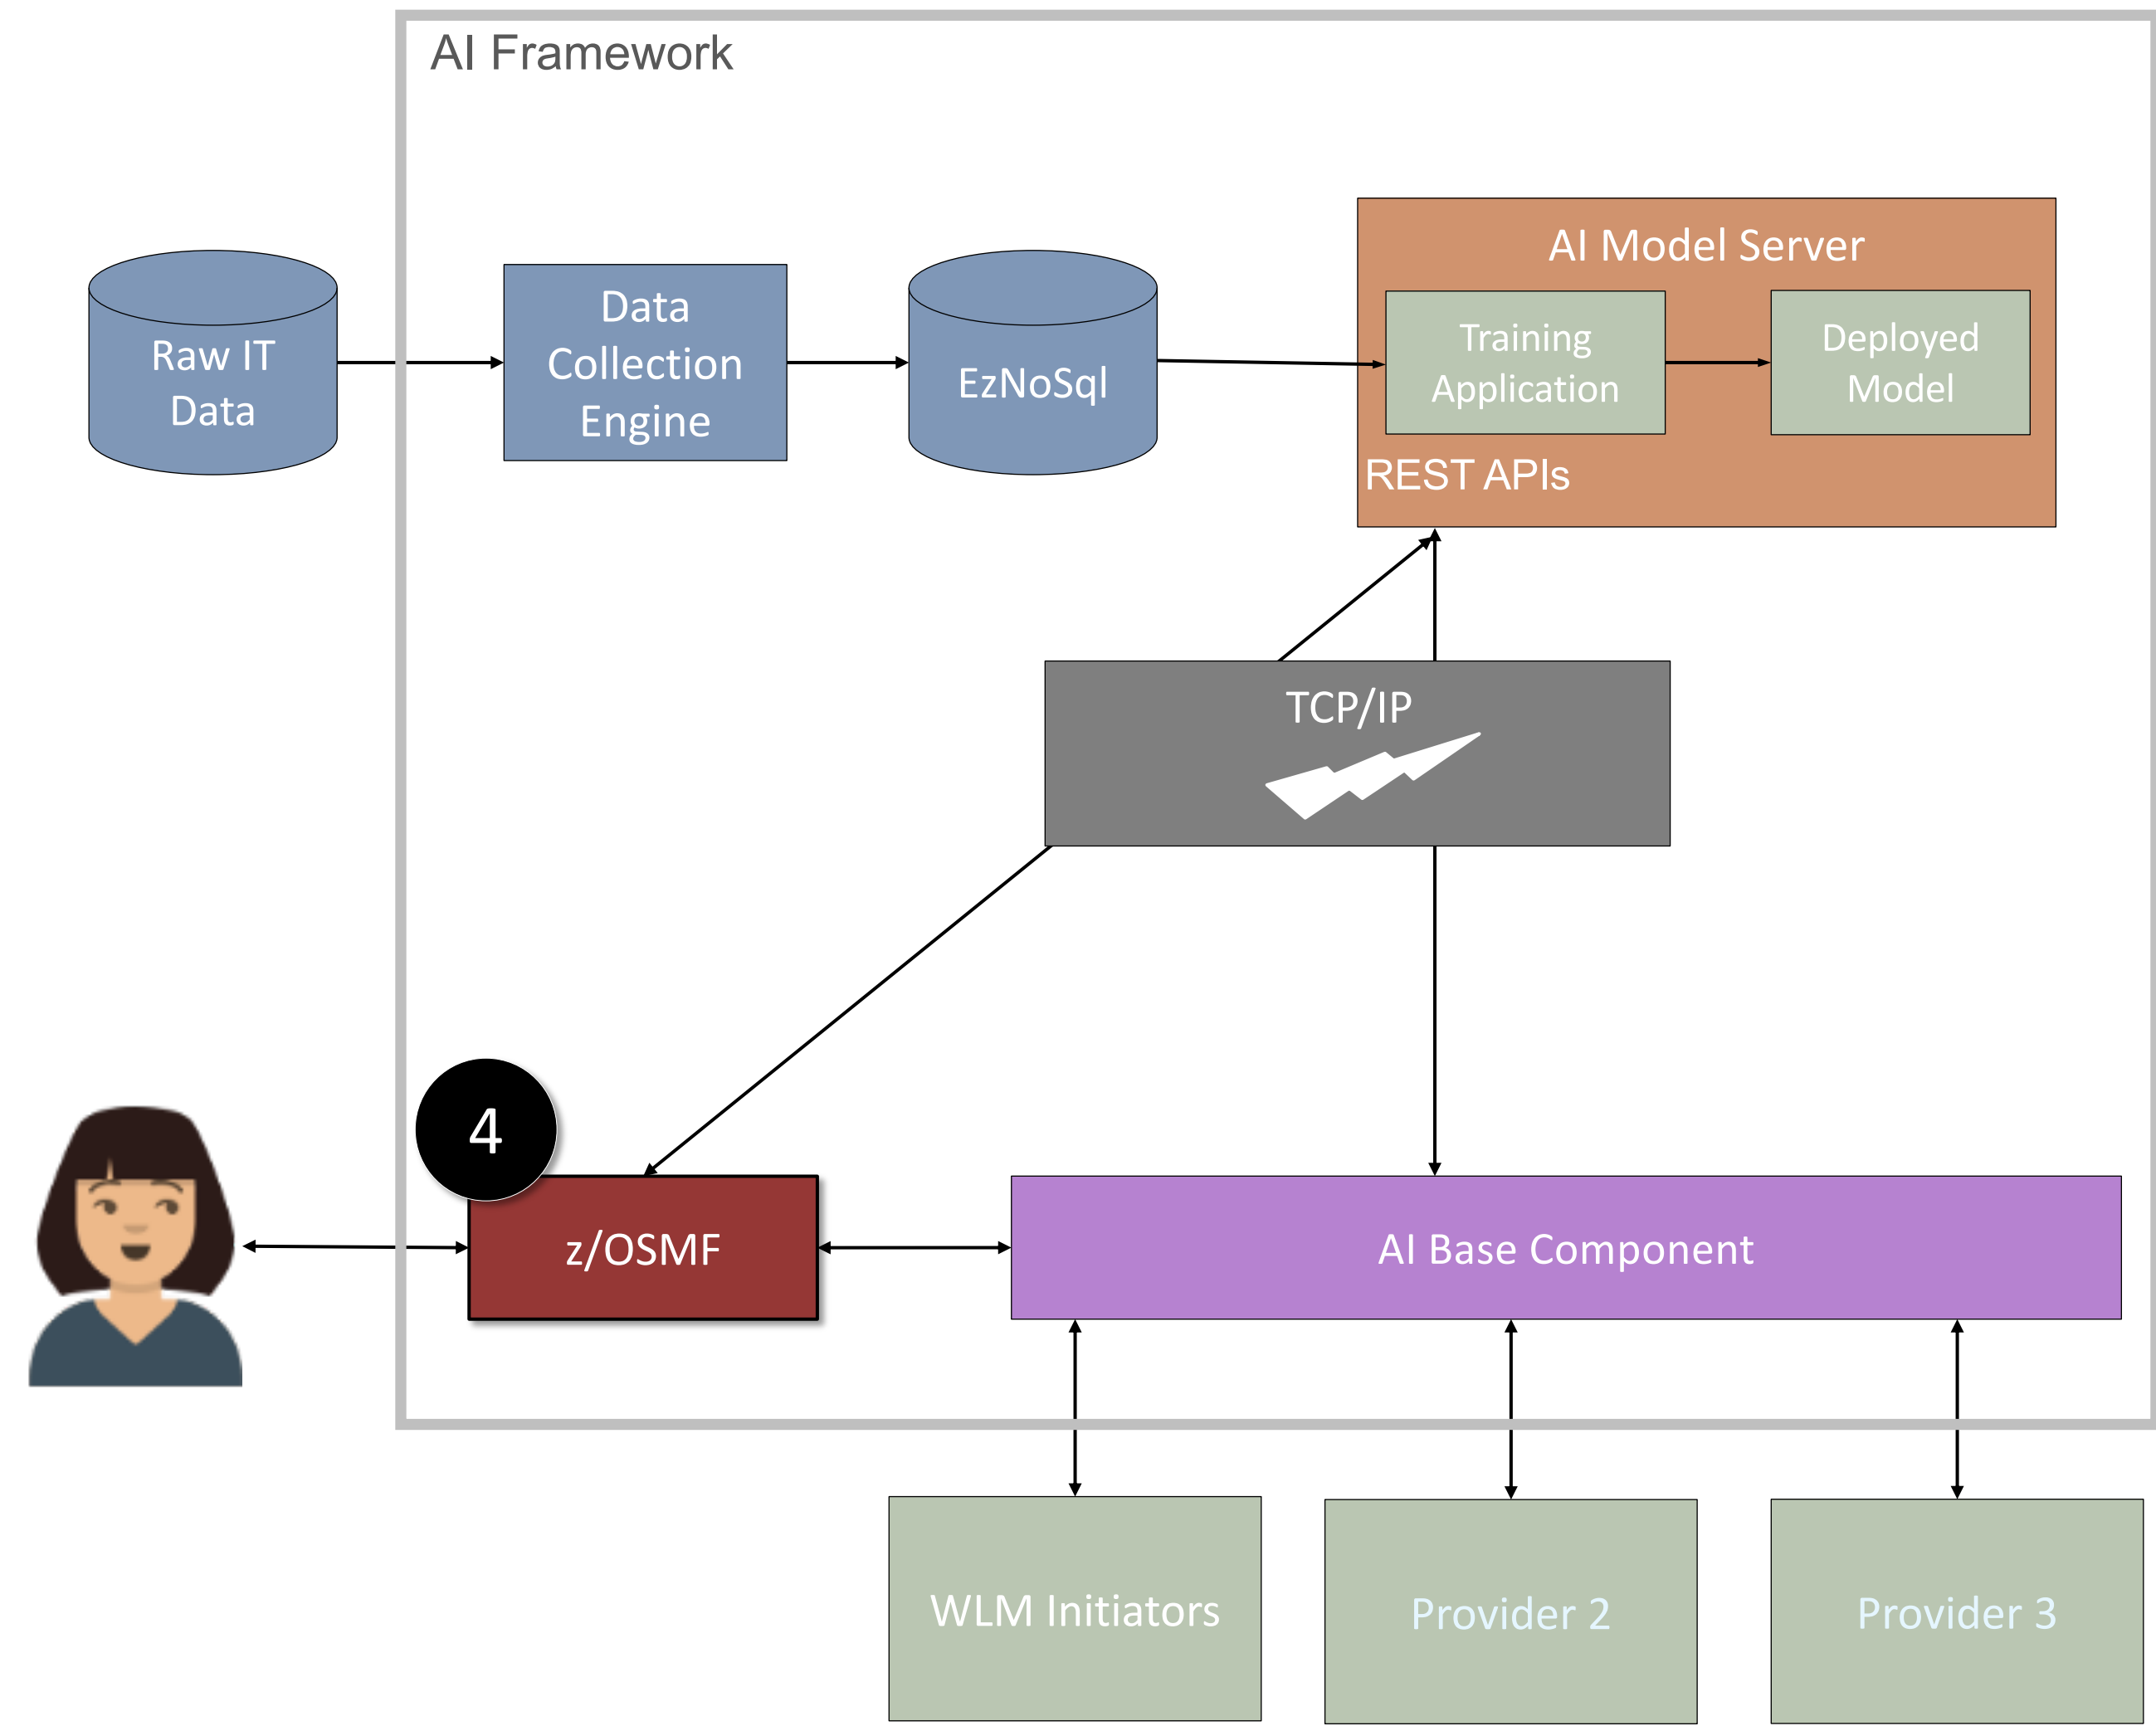 AI Framework
Raw IT
Data
Data
Collection
Engine
EzNoSql
AI Model Server
Training
Application
Deployed
Model
REST APIs
TCP/IP
4
z/OSMF
AI Base Component
WLM Initiators
Provider 2
Provider 3